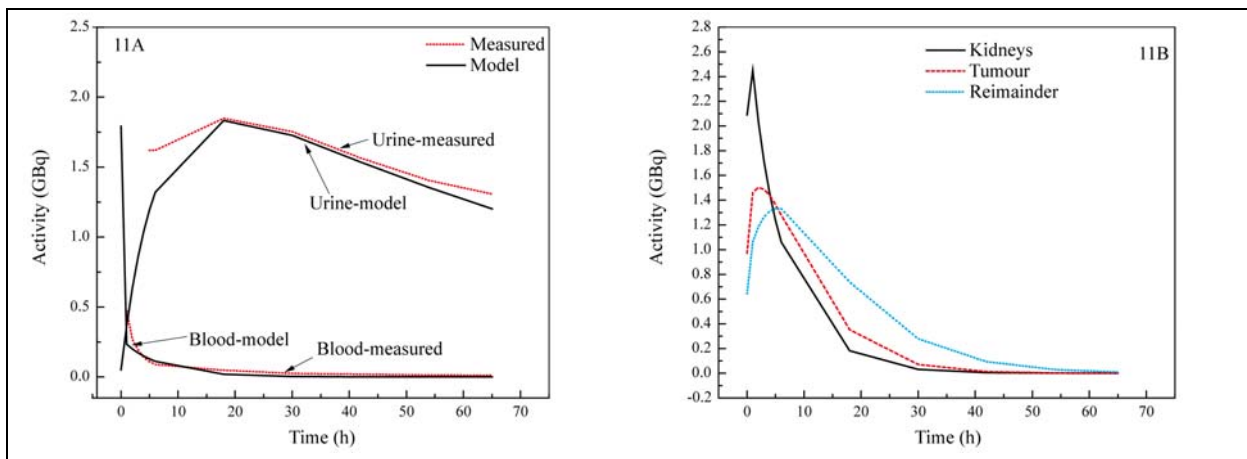 11A
Measured
Model
Urine-measured
Urine-model
Blood-model
Blood-measured
2.5
2.0
1.5
1.0
0.5
0.0
Activity (GBq)
0 10 20 30 40 50 60 70
Time (h)
11B
Kidneys
Tumour
Reimainder
2.8
2.6
2.4
2.2
2.0
1.8
1.6
1.4
1.2
1.0
0.8
0.6
0.4
0.2
0.0
-0.2
Activity (GBq)
0 10 20 30 40 50 60 70
Time (h)